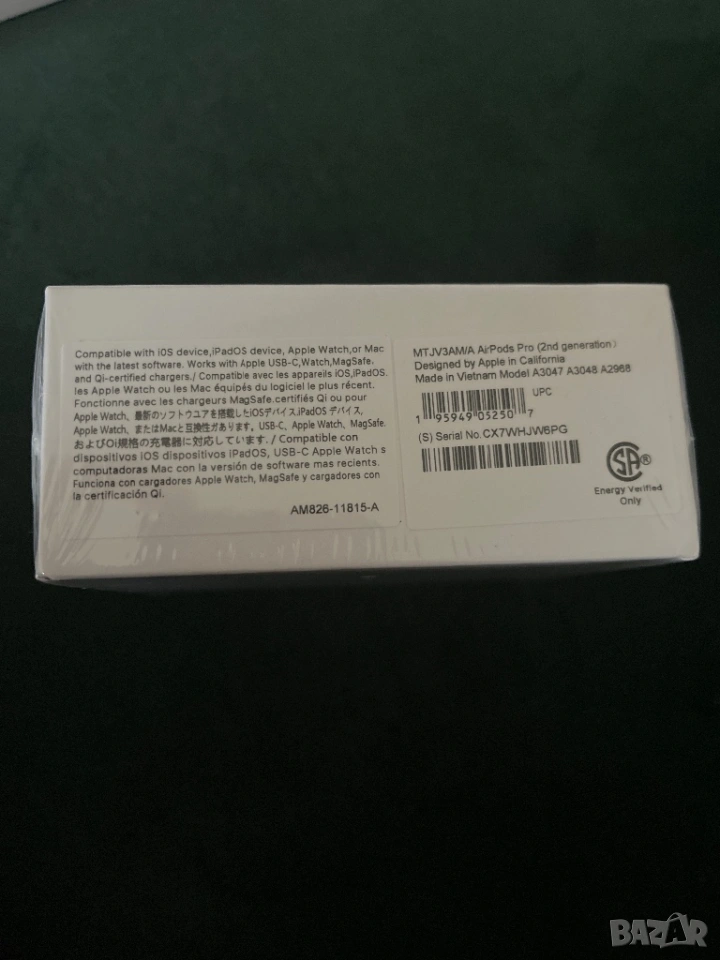 Compatible with iOS device,iPadOS device, Apple Watch,or Mac
with the latest software. Works with Apple USB-C,Watch,MagSafe.
and Qi-certified chargers./ Compatible avec les appareils iOS,iPadOS.
les Apple Watch ou les Mac équipés du logiciel le plus récent.
Fonctionne avec les chargeurs MagSafe.certifiés Qi ou pour
Apple Watch、最新のソフトウユアを搭載したiOSデバイス,iPadOS デバイス,
Apple Watch、またはMacと互換性があります。USB-C、Apple Watch、MagSafe.
およびQi規格の充電器に対応しています。/ Compatible con
dispositivos iOS dispositivos iPadOS, USB-C Apple Watch s
computadoras Mac con la versión de software mas recients.
Funciona con cargadores Apple Watch, MagSafe y cargadores con
la certificación Qi.
AM826-11815-A
MTJV3AM/A AirPods Pro (2nd generation)
Designed by Apple in California
Made in Vietnam Model A3047 A3048 A2968
UPC
1 95949 05250 7
(S) Serial No.CX7WHJW6PG
CSA®
Energy Verified
Only
BAZAR